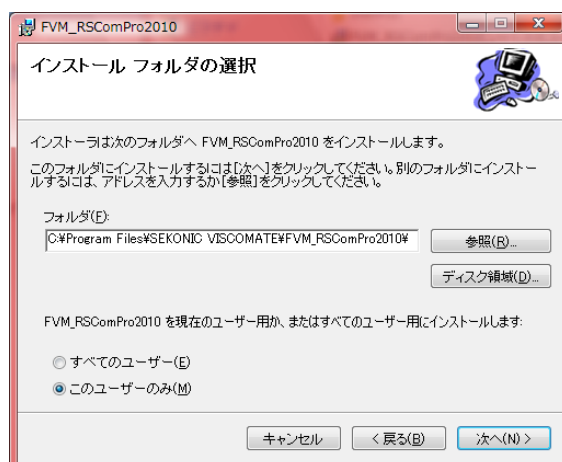 FVM_RSComPro2010
インストール フォルダの選択
インストーラは次のフォルダへ FVM_RSComPro2010 をインストールします。
このフォルダにインストールするには[次へ]をクリックしてください。別のフォルダにインストー
ルするには、アドレスを入力するか[参照]をクリックしてください。
フォルダ(F):
C:¥Program Files¥SEKONIC VISCOMATE¥FVM_RSComPro2010¥
参照(R)...
ディスク領域(D)...
FVM_RSComPro2010 を現在のユーザー用か、またはすべてのユーザー用にインストールします:
すべてのユーザー(E)
このユーザーのみ(M)
キャンセル
< 戻る(B)
次へ(N) >